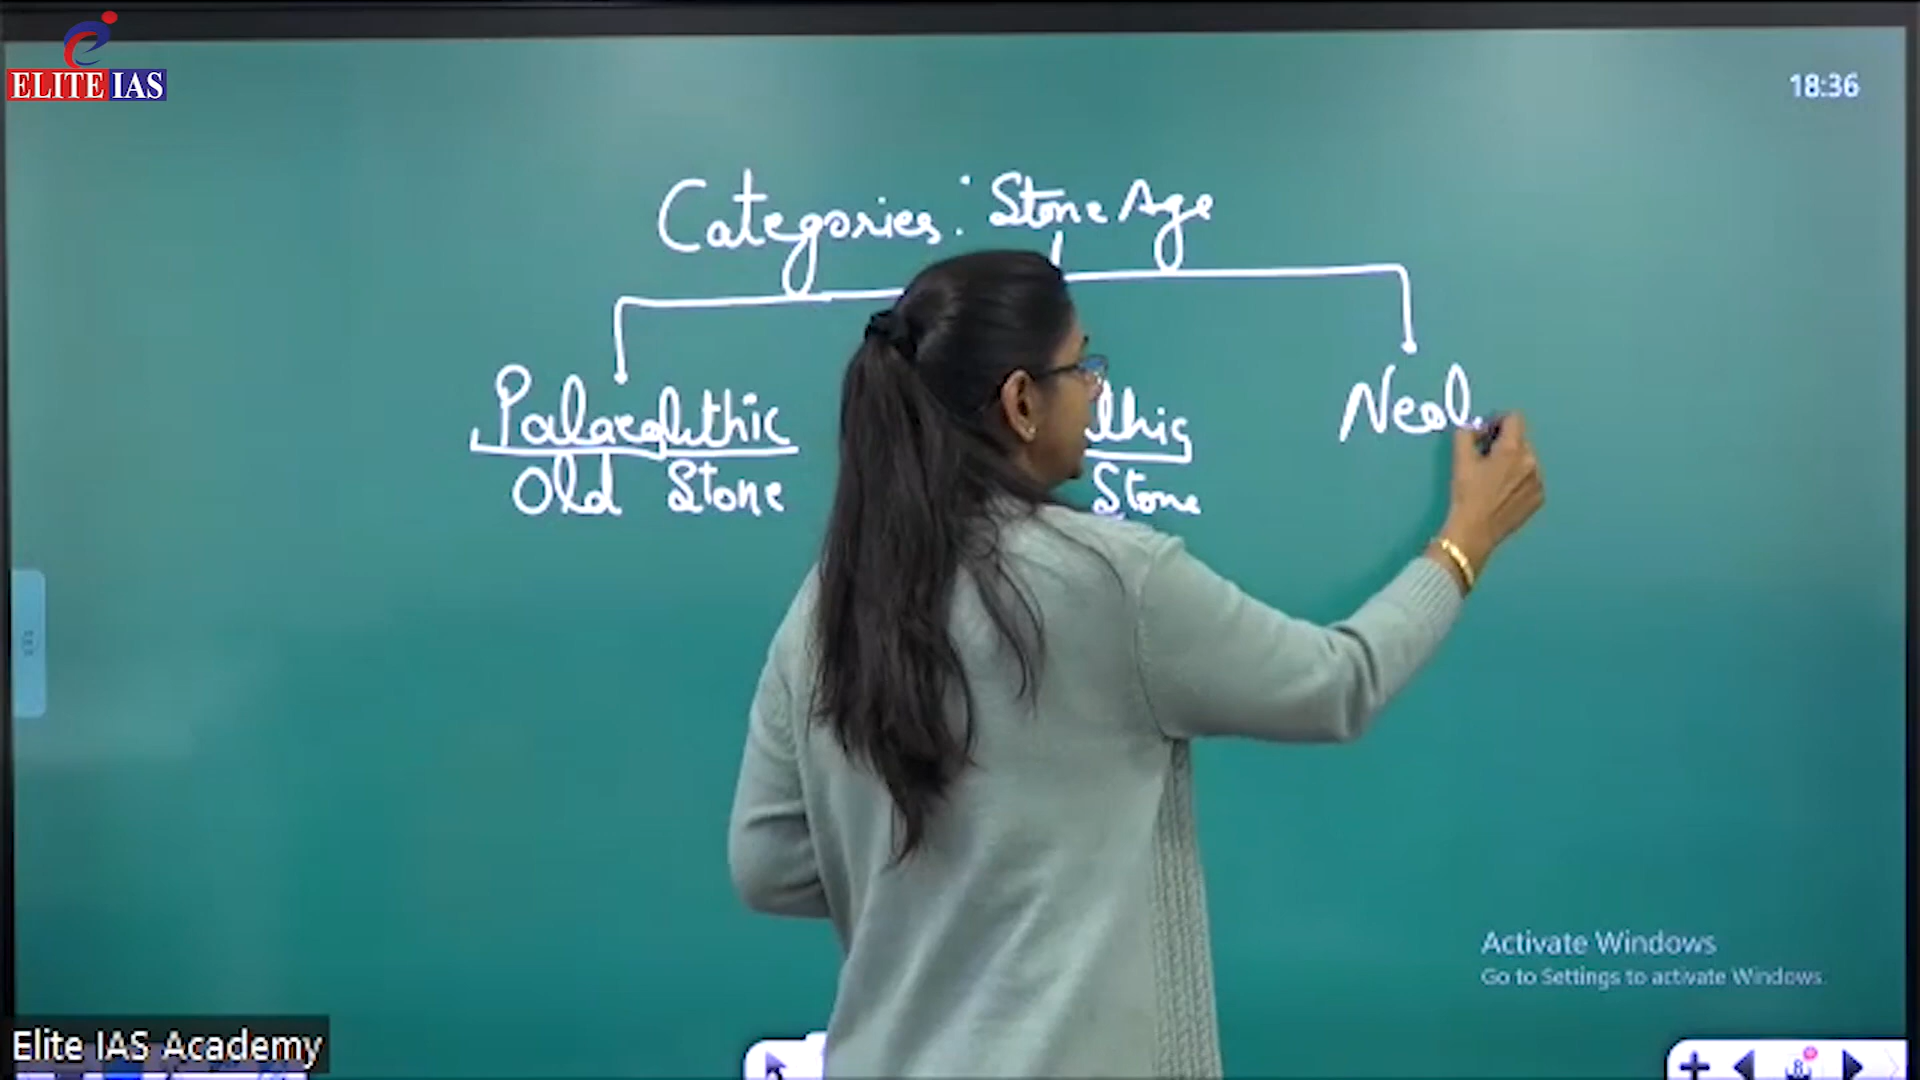 ELITE IAS
18:36
Categories: Stone Age
Palaeolithic
Old Stone
Stone
Neol
Activate Windows
Go to Settings to activate Windows.
Elite IAS Academy